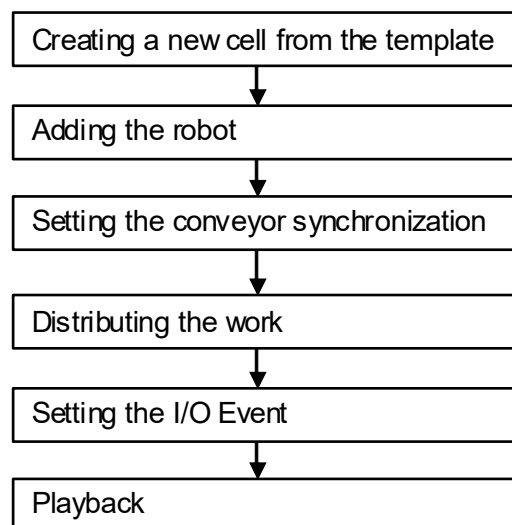 Creating a new cell from the template
Adding the robot
Setting the conveyor synchronization
Distributing the work
Setting the I/O Event
Playback